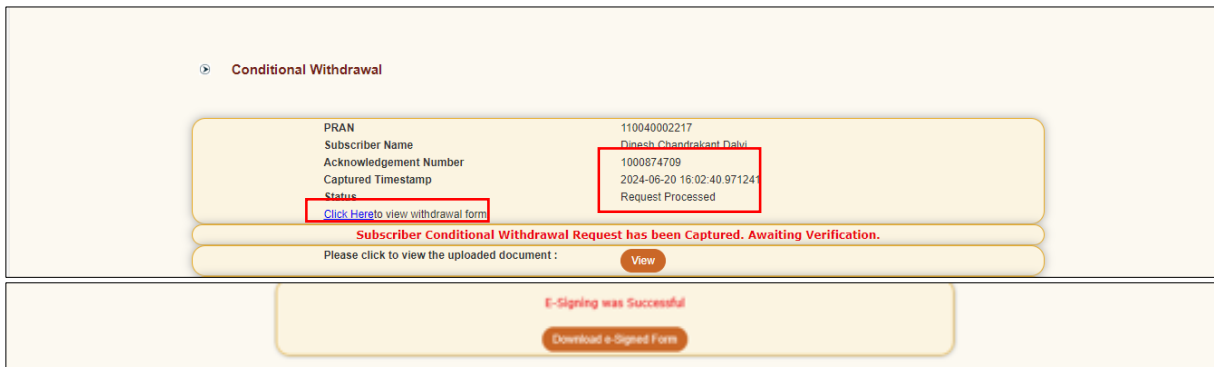 Conditional Withdrawal
PRAN 110040002217
Subscriber Name Dinesh Chandrakant Dalvi
Acknowledgement Number 1000874709
Captured Timestamp 2024-06-20 16:02:40.971241
Status Request Processed
Click Hereto view withdrawal form
Subscriber Conditional Withdrawal Request has been Captured. Awaiting Verification.
Please click to view the uploaded document : View
E-Signing was Successful
Download e-Signed Form